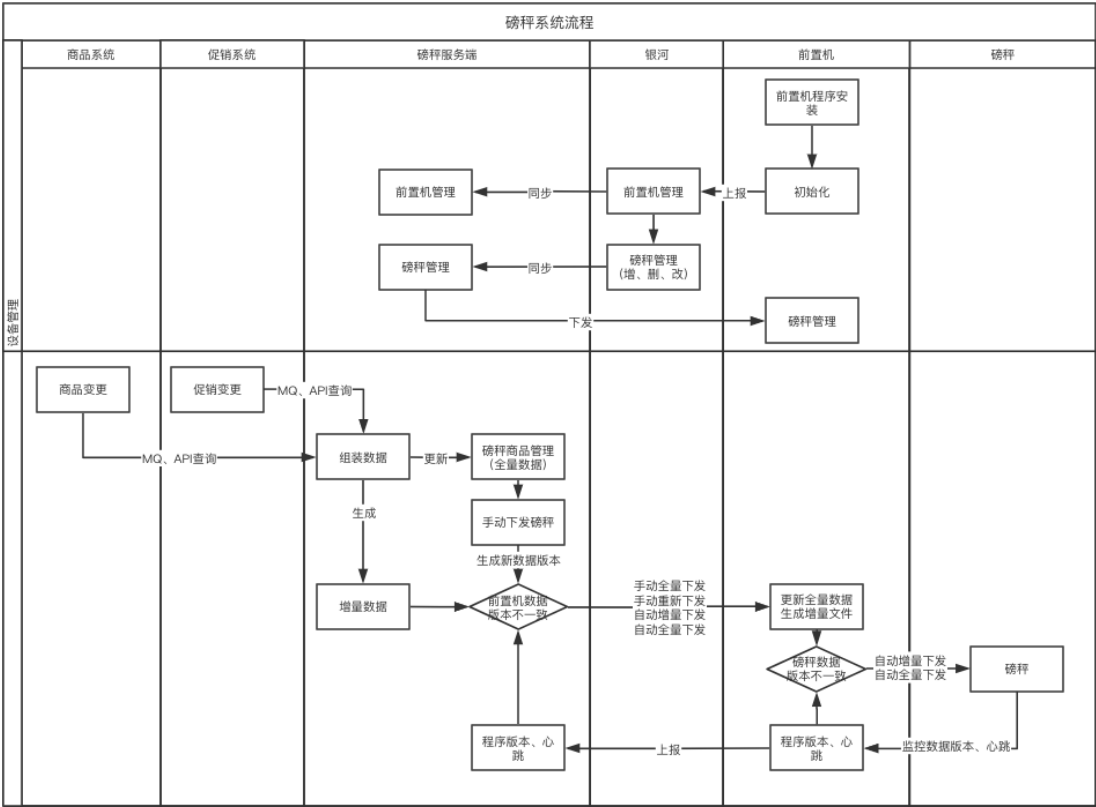 磅秤系统流程
商品系统
促销系统
磅秤服务端
银河
前置机
磅秤
设备管理
前置机程序安
装
前置机管理
同步
前置机管理
上报
初始化
磅秤管理
同步
磅秤管理
(增、删、改)
下发
磅秤管理
商品变更
促销变更
MQ、API查询
MQ、API查询
组装数据
更新
磅秤商品管理
(全量数据)
生成
手动下发磅秤
生成新数据版本
增量数据
前置机数据
版本不一致
手动全量下发
手动重新下发
自动增量下发
自动全量下发
更新全量数据
生成增量文件
磅秤数据
版本不一致
自动增量下发
自动全量下发
磅秤
程序版本、心
跳
上报
程序版本、心
跳
监控数据版本、心跳